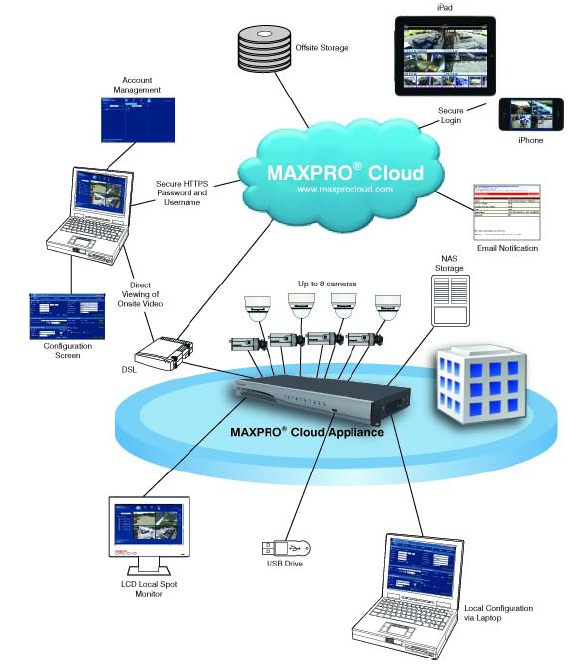 iPad
Offsite Storage
Account
Management
Secure
Login
iPhone
MAXPRO® Cloud
www.maxprocloud.com
Secure HTTPS
Password and
Username
Email Notification
NAS
Storage
Direct
Viewing of
Onsite Video
Up to 8 cameras
Configuration
Screen
DSL
MAXPRO® Cloud Appliance
LCD Local Spot
Monitor
USB Drive
Local Configuration
via Laptop